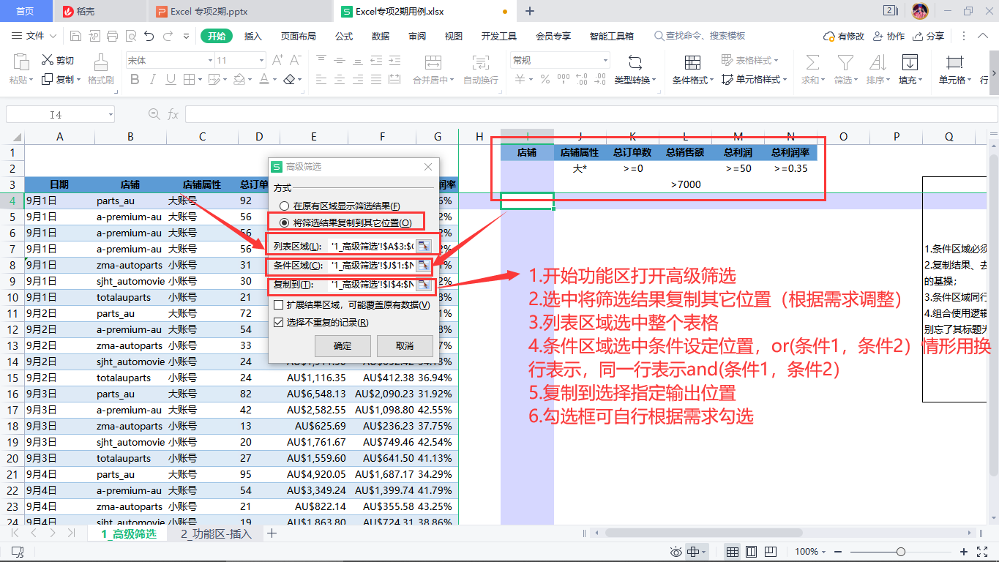 首页
稻壳
Excel 专项2期.pptx
Excel专项2期用例.xlsx
文件
开始
插入
页面布局
公式
数据
审阅
视图
开发工具
会员专享
智能工具箱
查找命令、搜索模板
有修改
协作
分享
粘贴
剪切
复制
格式刷
宋体
11
合并居中
自动换行
常规
类型转换
条件格式
表格样式
单元格样式
求和
筛选
排序
填充
单元格
行
I4
fx
A B C D E F G H I J K L M N O P Q
1 店铺 店铺属性 总订单数 总销售额 总利润 总利润率
2 大* >=0 >=50 >=0.35
3 日期 店铺 店铺属性 总订单 润率 >7000
4 9月1日 parts_au 大账号 92 6%
5 9月1日 a-premium-au 大账号 56 2%
6 9月1日 a-premium-au 大账号 56 2%
7 9月1日 a-premium-au 大账号 56 2%
8 9月1日 zma-autoparts 小账号 31 1%
9 9月1日 sjht_automovie 小账号 30 2%
10 9月1日 totalauparts 小账号 21 3%
11 9月2日 parts_au 大账号 72 1%
12 9月2日 a-premium-au 大账号 54 8%
13 9月2日 zma-autoparts 小账号 33 7%
14 9月2日 sjht_automovie 小账号 24
15 9月2日 totalauparts 小账号 24 AU$1,116.35 AU$412.38 36.94%
16 9月3日 parts_au 大账号 82 AU$6,548.13 AU$2,090.23 31.92%
17 9月3日 a-premium-au 大账号 42 AU$2,582.55 AU$1,098.80 42.55%
18 9月3日 zma-autoparts 小账号 13 AU$625.69 AU$236.23 37.75%
19 9月3日 sjht_automovie 小账号 20 AU$1,761.67 AU$749.46 42.54%
20 9月3日 totalauparts 小账号 27 AU$1,559.60 AU$641.50 41.13%
21 9月4日 parts_au 大账号 95 AU$4,920.05 AU$1,687.17 34.29%
22 9月4日 a-premium-au 大账号 54 AU$3,349.24 AU$1,399.74 41.79%
23 9月4日 zma-autoparts 小账号 21 AU$822.14 AU$355.58 43.25%
24 9月4日 sjht_automovie 小账号 19 AU$1,863.80 AU$724.31 38.86%
高级筛选
方式
在原有区域显示筛选结果(F)
将筛选结果复制到其它位置(O)
列表区域(L): '1_高级筛选'!$A$3:$G
条件区域(C): '1_高级筛选'!$J$1:$N
复制到(T): '1_高级筛选'!$I$4:$N
扩展结果区域，可能覆盖原有数据(V)
选择不重复的记录(R)
确定
取消
1.开始功能区打开高级筛选
2.选中将筛选结果复制其它位置（根据需求调整）
3.列表区域选中整个表格
4.条件区域选中条件设定位置，or(条件1，条件2）情形用换
行表示，同一行表示and(条件1，条件2）
5.复制到选择指定输出位置
6.勾选框可自行根据需求勾选
1.条件区域必须
2.复制结果、去
的基操；
3.条件区域同行
4.组合使用逻辑
别忘了其标题为
1_高级筛选
2_功能区-插入
100%